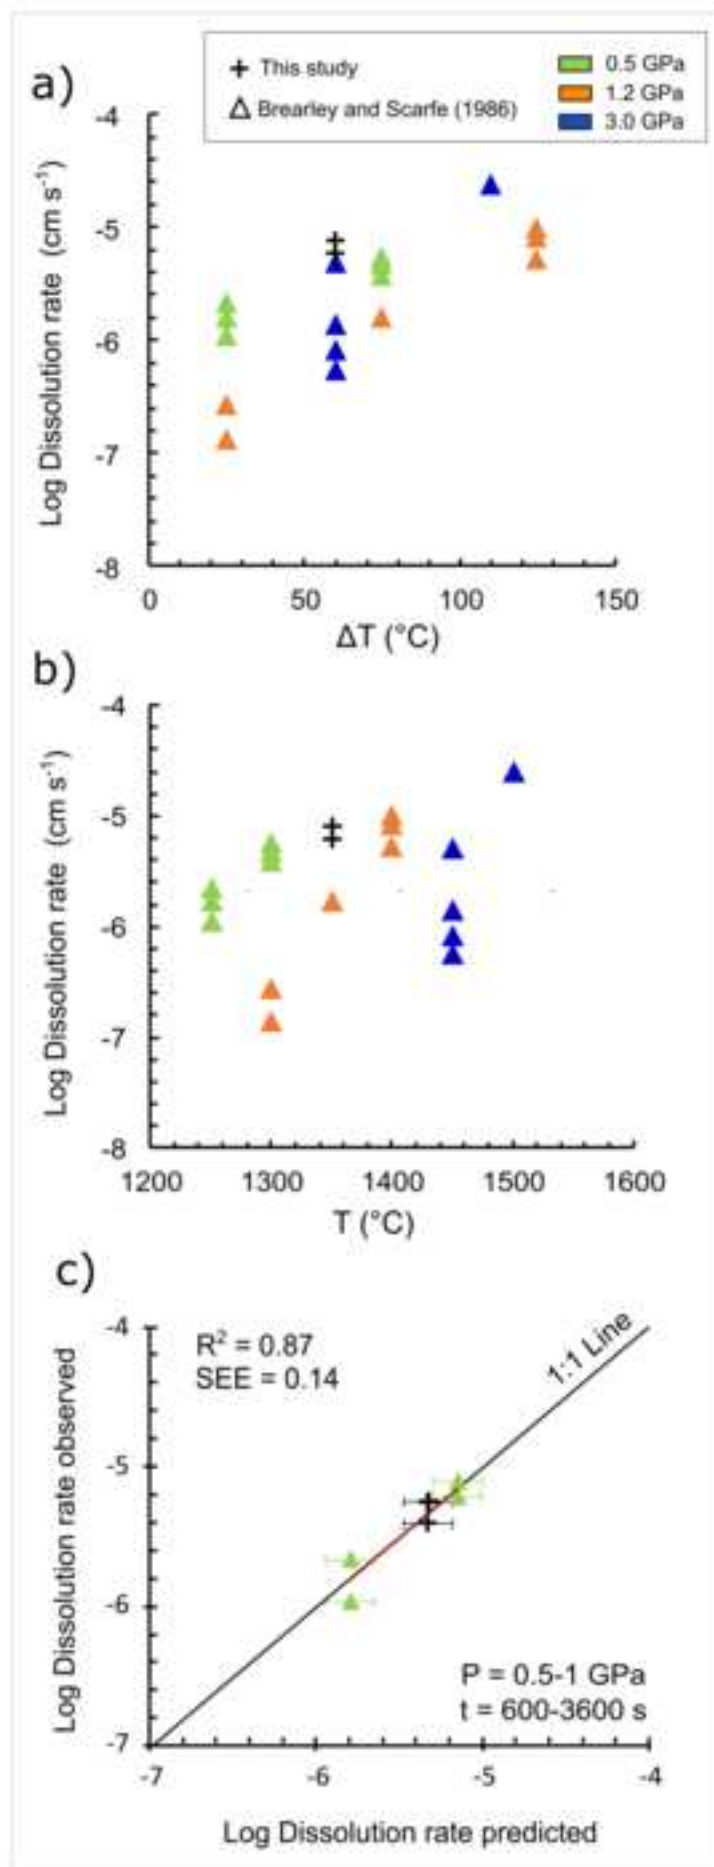 a)
+ This study
△ Brearley and Scarfe (1986)
0.5 GPa
1.2 GPa
3.0 GPa
Log Dissolution rate (cm s⁻¹)
-4
-5
-6
-7
-8
0 50 100 150
ΔT (°C)
b)
Log Dissolution rate (cm s⁻¹)
-4
-5
-6
-7
-8
1200 1300 1400 1500 1600
T (°C)
c)
Log Dissolution rate observed
-4
-5
-6
-7
R² = 0.87
SEE = 0.14
1:1 Line
P = 0.5-1 GPa
t = 600-3600 s
-7 -6 -5 -4
Log Dissolution rate predicted